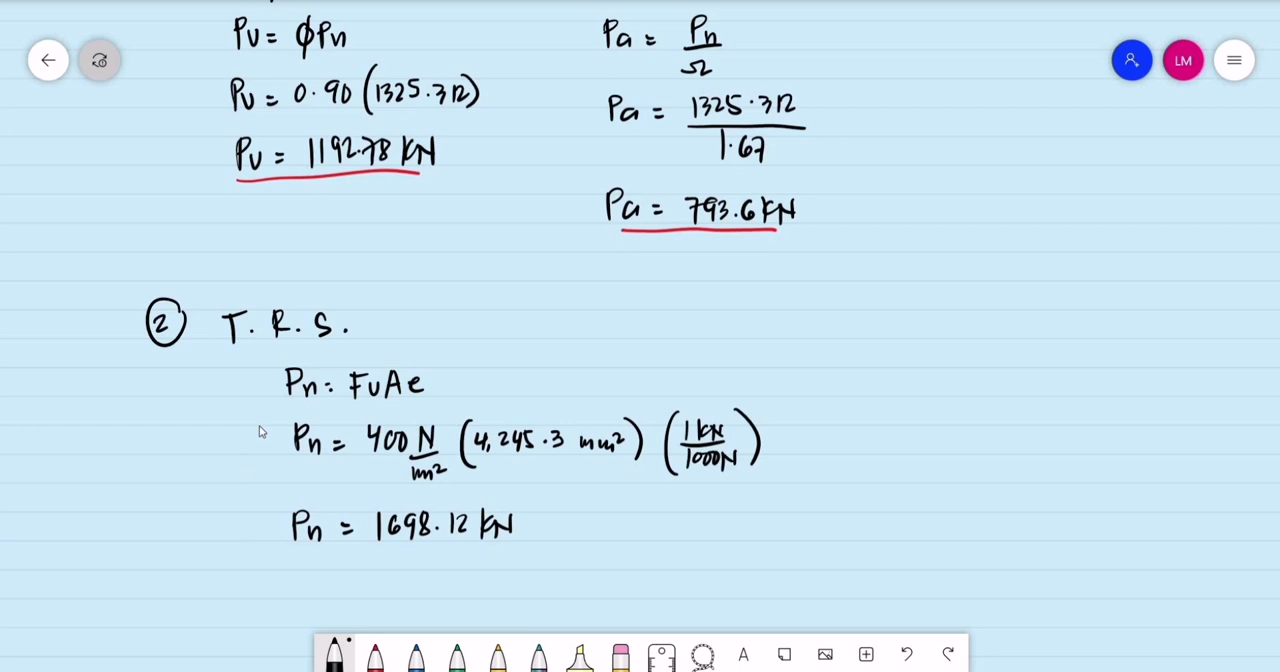 Pu = ϕPn
Pu = 0.90 (1325.312)
Pu = 1192.78 KN
Pa = Pn/Ω
Pa = 1325.312/1.67
Pa = 793.6 KN
LM
② T. R. S.
Pn = FuAe
Pn = 400 N/mm² (4,245.3 mm²) (1 KN/1000N)
Pn = 1698.12 KN
A